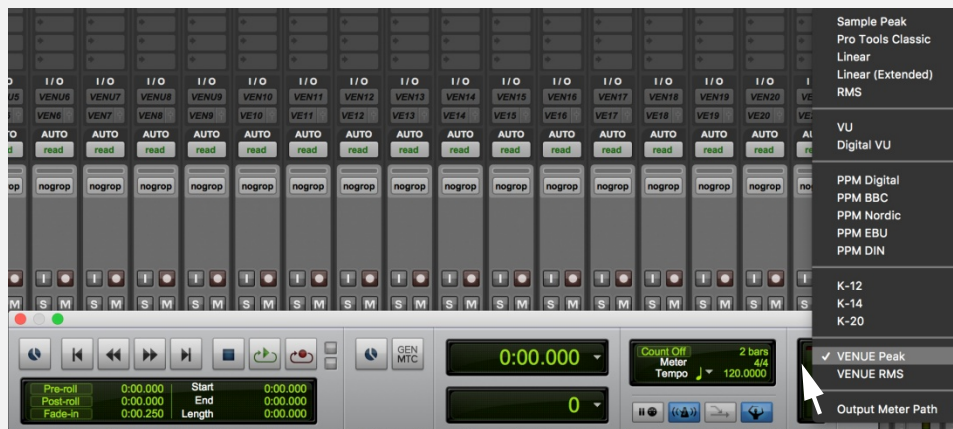 I/O I/O I/O I/O I/O I/O I/O I/O I/O I/O I/O I/O I/O I/O I/O
VENU6 VENU7 VENU8 VENU9 VEN10 VEN11 VEN12 VEN13 VEN14 VEN15 VEN16 VEN17 VEN18 VEN19 VEN20
VEN6 VEN7 VEN8 VEN9 VE10 VE11 VE12 VE13 VE14 VE15 VE16 VE17 VE18 VE19 VE20
AUTO AUTO AUTO AUTO AUTO AUTO AUTO AUTO AUTO AUTO AUTO AUTO AUTO AUTO AUTO
read read read read read read read read read read read read read read read
nogrop nogrop nogrop nogrop nogrop nogrop nogrop nogrop nogrop nogrop nogrop nogrop nogrop nogrop nogrop
I I I I I I I I I I I I I I I
M S M S M S M S M S M S M S M S M S M S M S M S M S M S M S M
GEN
MTC
0:00.000
Count Off 2 bars
Meter 4/4
Tempo 120.0000
Pre-roll 0:00.000 Start 0:00.000
Post-roll 0:00.000 End 0:00.000
Fade-in 0:00.250 Length 0:00.000
0
Sample Peak
Pro Tools Classic
Linear
Linear (Extended)
RMS
VU
Digital VU
PPM Digital
PPM BBC
PPM Nordic
PPM EBU
PPM DIN
K-12
K-14
K-20
✓ VENUE Peak
VENUE RMS
Output Meter Path